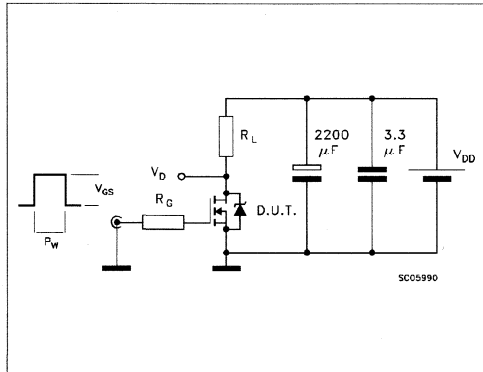 R_L
2200
μF
3.3
μF
V_DD
V_D
V_GS
R_G
D.U.T.
P_W
SC05990